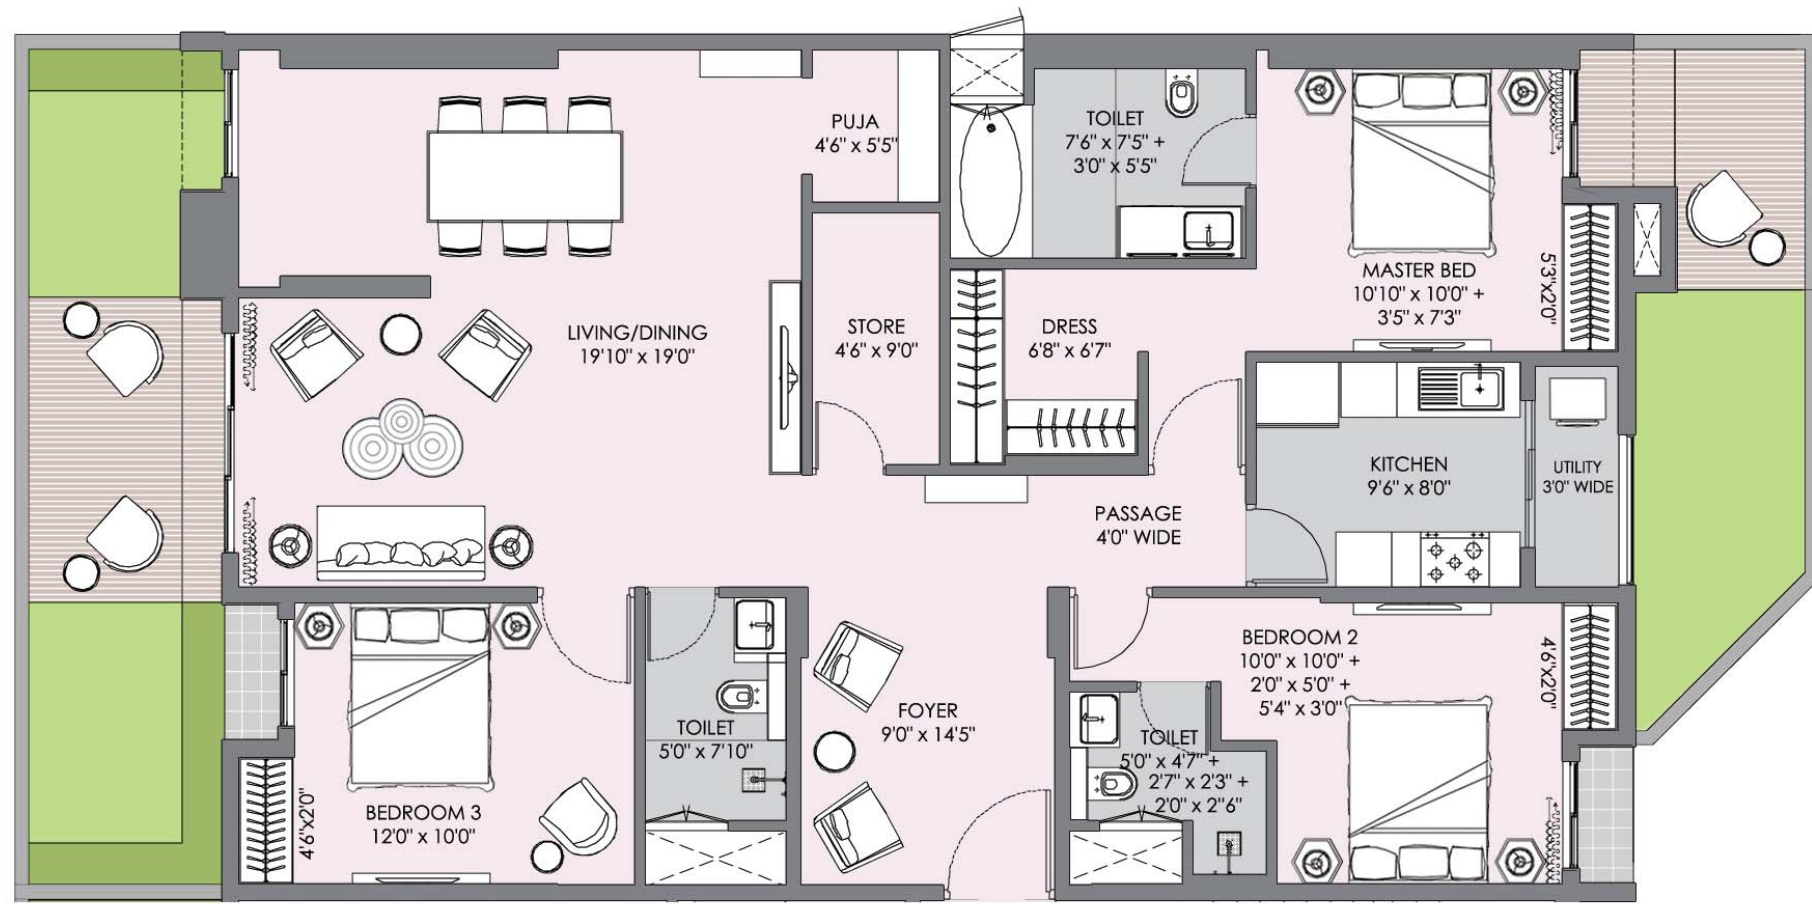 PUJA
4'6" x 5'5"
TOILET
7'6" x 7'5" +
3'0" x 5'5"
MASTER BED
10'10" x 10'0" +
3'5" x 7'3"
5'3"x2'0"
LIVING/DINING
19'10" x 19'0"
STORE
4'6" x 9'0"
DRESS
6'8" x 6'7"
KITCHEN
9'6" x 8'0"
UTILITY
3'0" WIDE
PASSAGE
4'0" WIDE
BEDROOM 2
10'0" x 10'0" +
2'0" x 5'0" +
5'4" x 3'0"
4'6"x2'0"
FOYER
9'0" x 14'5"
TOILET
5'0" x 7'10"
TOILET
5'0" x 4'7" +
2'7" x 2'3" +
2'0" x 2"6"
BEDROOM 3
12'0" x 10'0"
4'6"x2'0"